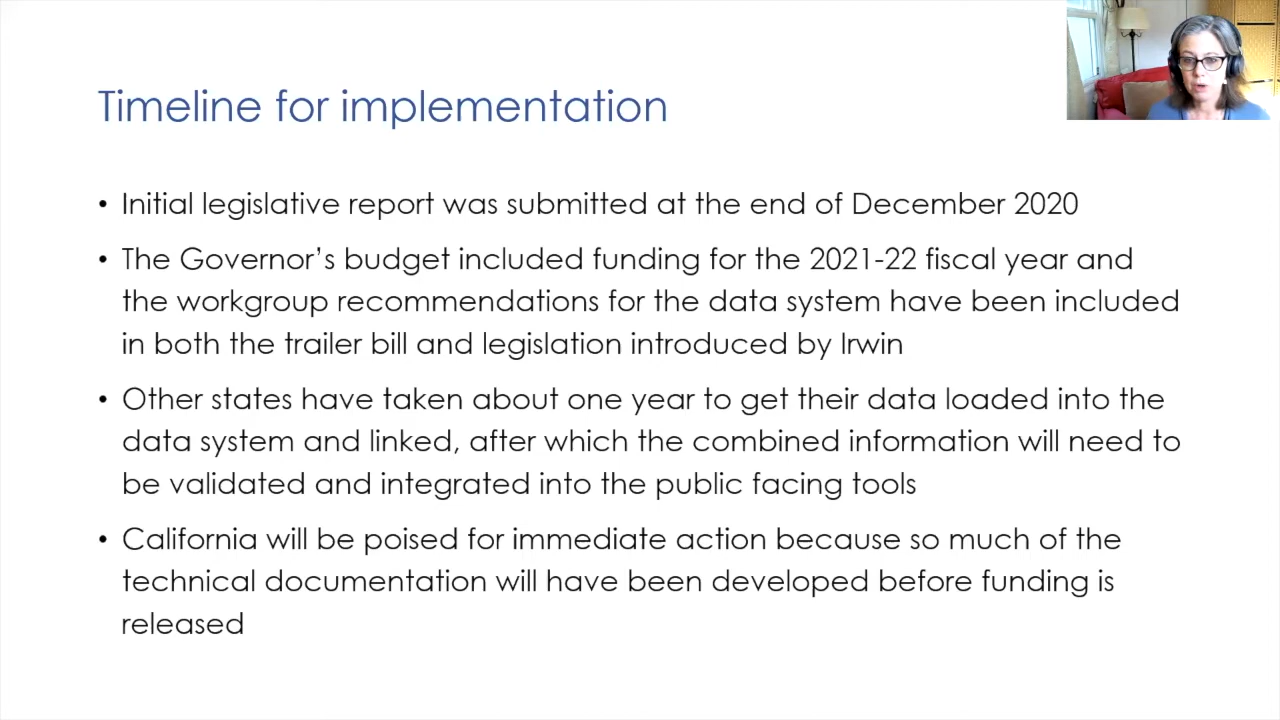 Timeline for implementation
• Initial legislative report was submitted at the end of December 2020
• The Governor’s budget included funding for the 2021-22 fiscal year and
the workgroup recommendations for the data system have been included
in both the trailer bill and legislation introduced by Irwin
• Other states have taken about one year to get their data loaded into the
data system and linked, after which the combined information will need to
be validated and integrated into the public facing tools
• California will be poised for immediate action because so much of the
technical documentation will have been developed before funding is
released